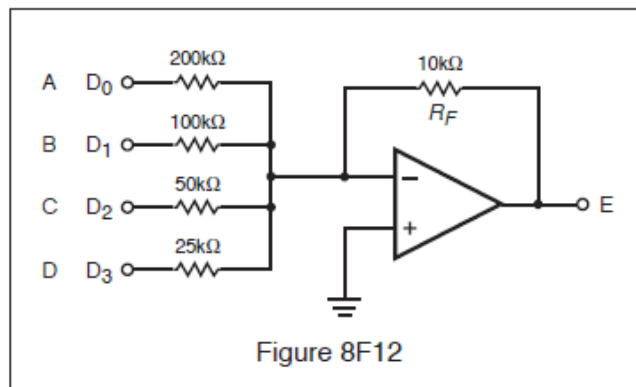 200kΩ
A D0
100kΩ
B D1
50kΩ
C D2
25kΩ
D D3
10kΩ
RF
−
+
E
Figure 8F12